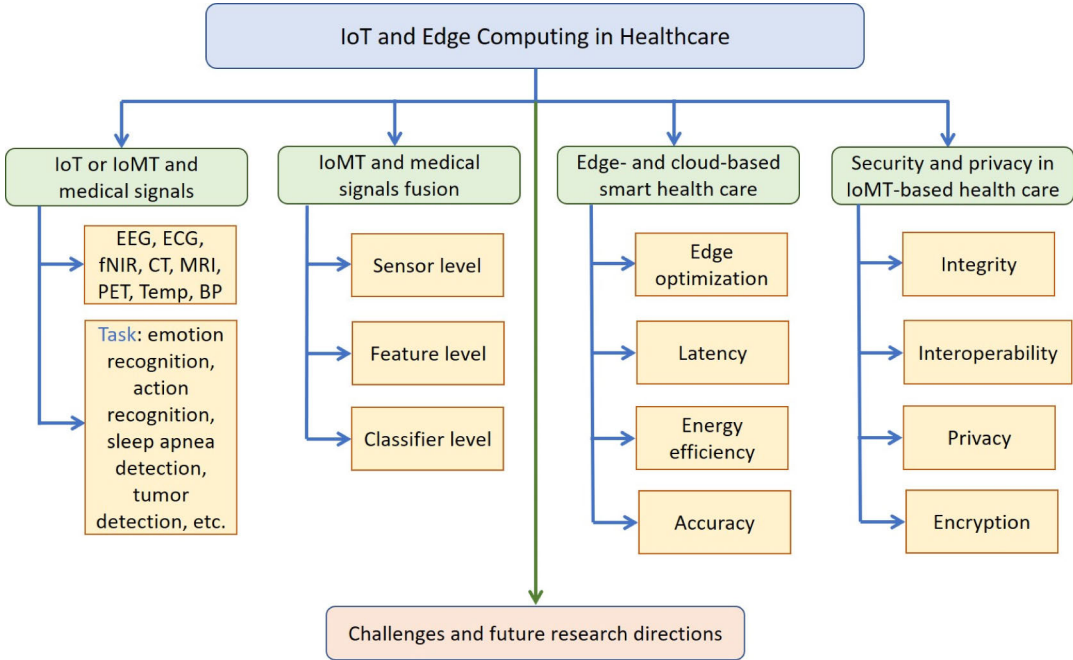 IoT and Edge Computing in Healthcare
IoT or IoMT and
medical signals
EEG, ECG,
fNIR, CT, MRI,
PET, Temp, BP
Task: emotion
recognition,
action
recognition,
sleep apnea
detection,
tumor
detection, etc.
IoMT and medical
signals fusion
Sensor level
Feature level
Classifier level
Edge- and cloud-based
smart health care
Edge
optimization
Latency
Energy
efficiency
Accuracy
Security and privacy in
IoMT-based health care
Integrity
Interoperability
Privacy
Encryption
Challenges and future research directions